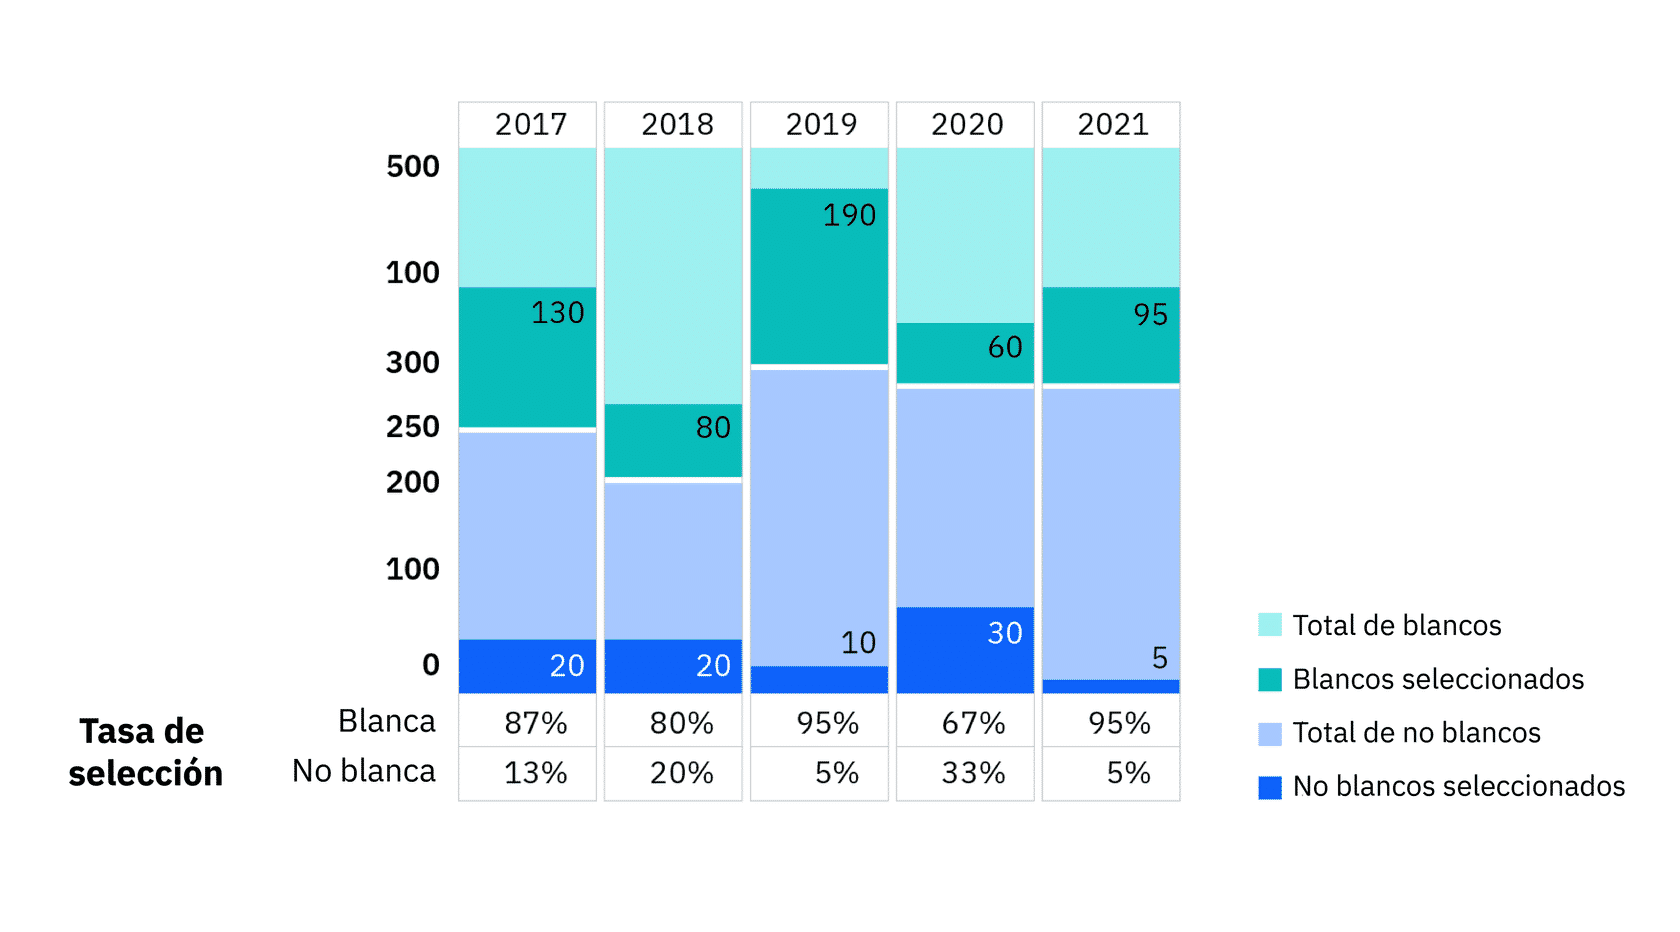 2017 2018 2019 2020 2021
500
190
100
130
95
60
300
250
80
200
100
10
30
5
20 20
0
Tasa de
selección
Blanca 87% 80% 95% 67% 95%
No blanca 13% 20% 5% 33% 5%
Total de blancos
Blancos seleccionados
Total de no blancos
No blancos seleccionados